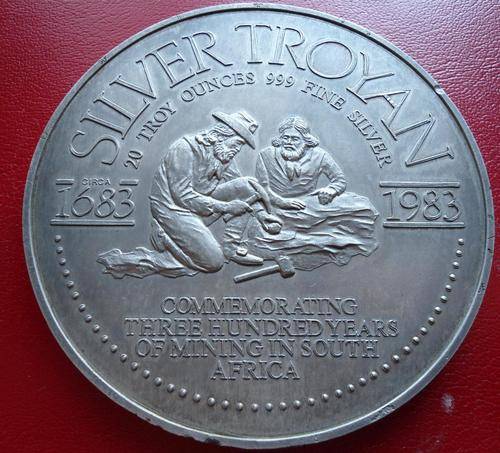 SILVER TROYAN
20 TROY OUNCES 999 FINE SILVER
CIRCA
1683
1983
COMMEMORATING
THREE HUNDRED YEARS
OF MINING IN SOUTH
AFRICA